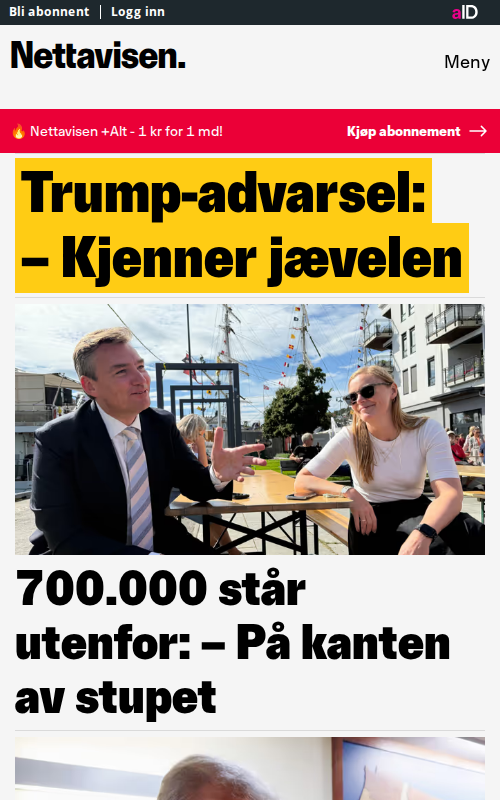 Bli abonnent | Logg inn
aID
Nettavisen.
Meny
🔥 Nettavisen +Alt - 1 kr for 1 md!
Kjøp abonnement →
Trump-advarsel:
– Kjenner jævelen
700.000 står
utenfor: – På kanten
av stupet